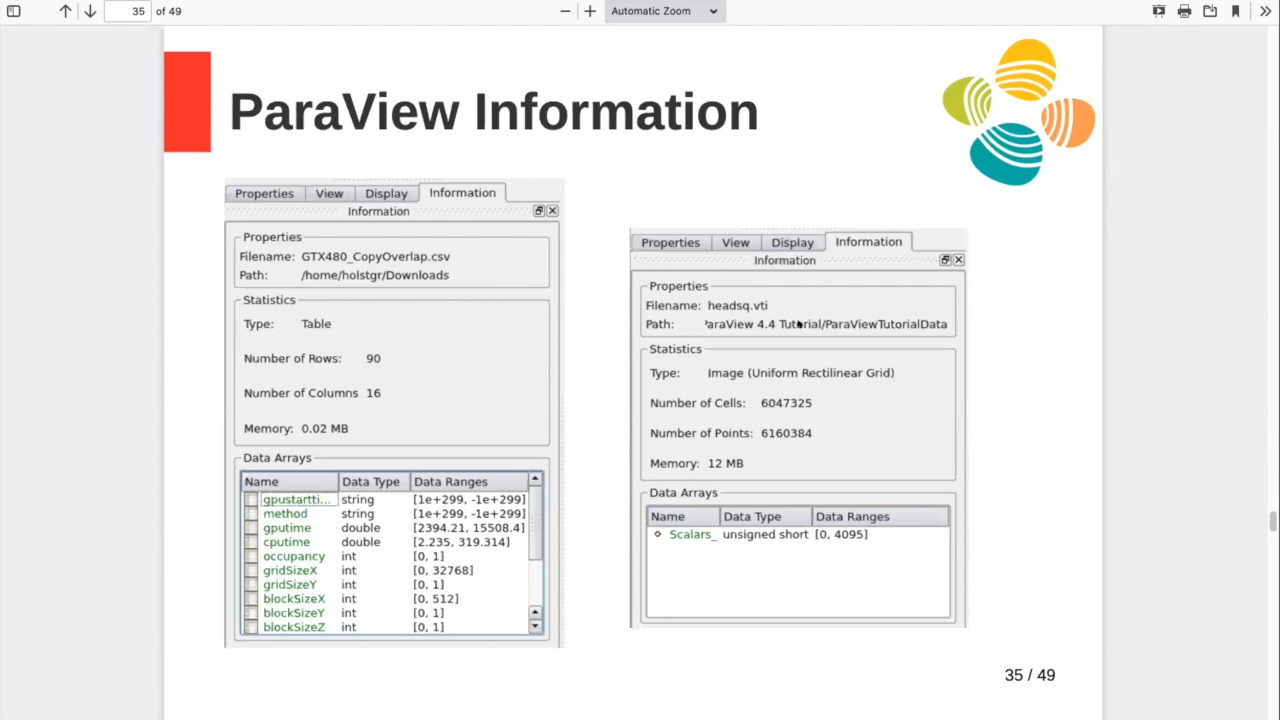 35 of 49 Automatic Zoom
ParaView Information
Properties View Display Information
Information
Properties
Filename: GTX480_CopyOverlap.csv
Path: /home/holstgr/Downloads
Statistics
Type: Table
Number of Rows: 90
Number of Columns 16
Memory: 0.02 MB
Data Arrays
Name Data Type Data Ranges
gpustartti... string [1e+299, -1e+299]
method string [1e+299, -1e+299]
gputime double [2394.21, 15508.4]
cputime double [2.235, 319.314]
occupancy int [0, 1]
gridSizeX int [0, 32768]
gridSizeY int [0, 1]
blockSizeX int [0, 512]
blockSizeY int [0, 1]
blockSizeZ int [0, 1]
Properties View Display Information
Information
Properties
Filename: headsq.vti
Path: 'araView 4.4 Tutorial/ParaViewTutorialData
Statistics
Type: Image (Uniform Rectilinear Grid)
Number of Cells: 6047325
Number of Points: 6160384
Memory: 12 MB
Data Arrays
Name Data Type Data Ranges
Scalars_ unsigned short [0, 4095]
35 / 49